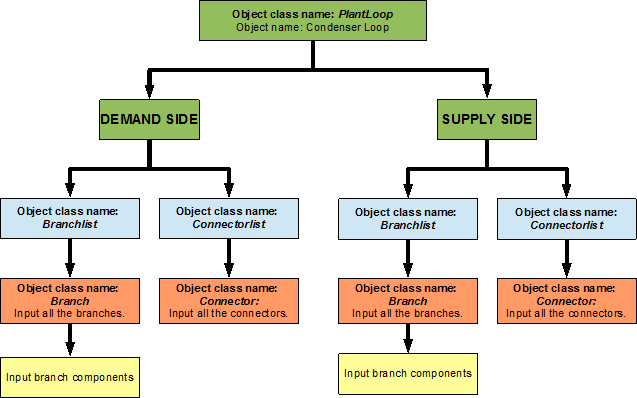 Object class name: PlantLoop
Object name: Condenser Loop
DEMAND SIDE
SUPPLY SIDE
Object class name:
Branchlist
Object class name:
Connectorlist
Object class name:
Branchlist
Object class name:
Connectorlist
Object class name:
Branch
Input all the branches.
Object class name:
Connector:
Input all the connectors.
Object class name:
Branch
Input all the branches.
Object class name:
Connector:
Input all the connectors.
Input branch components
Input branch components